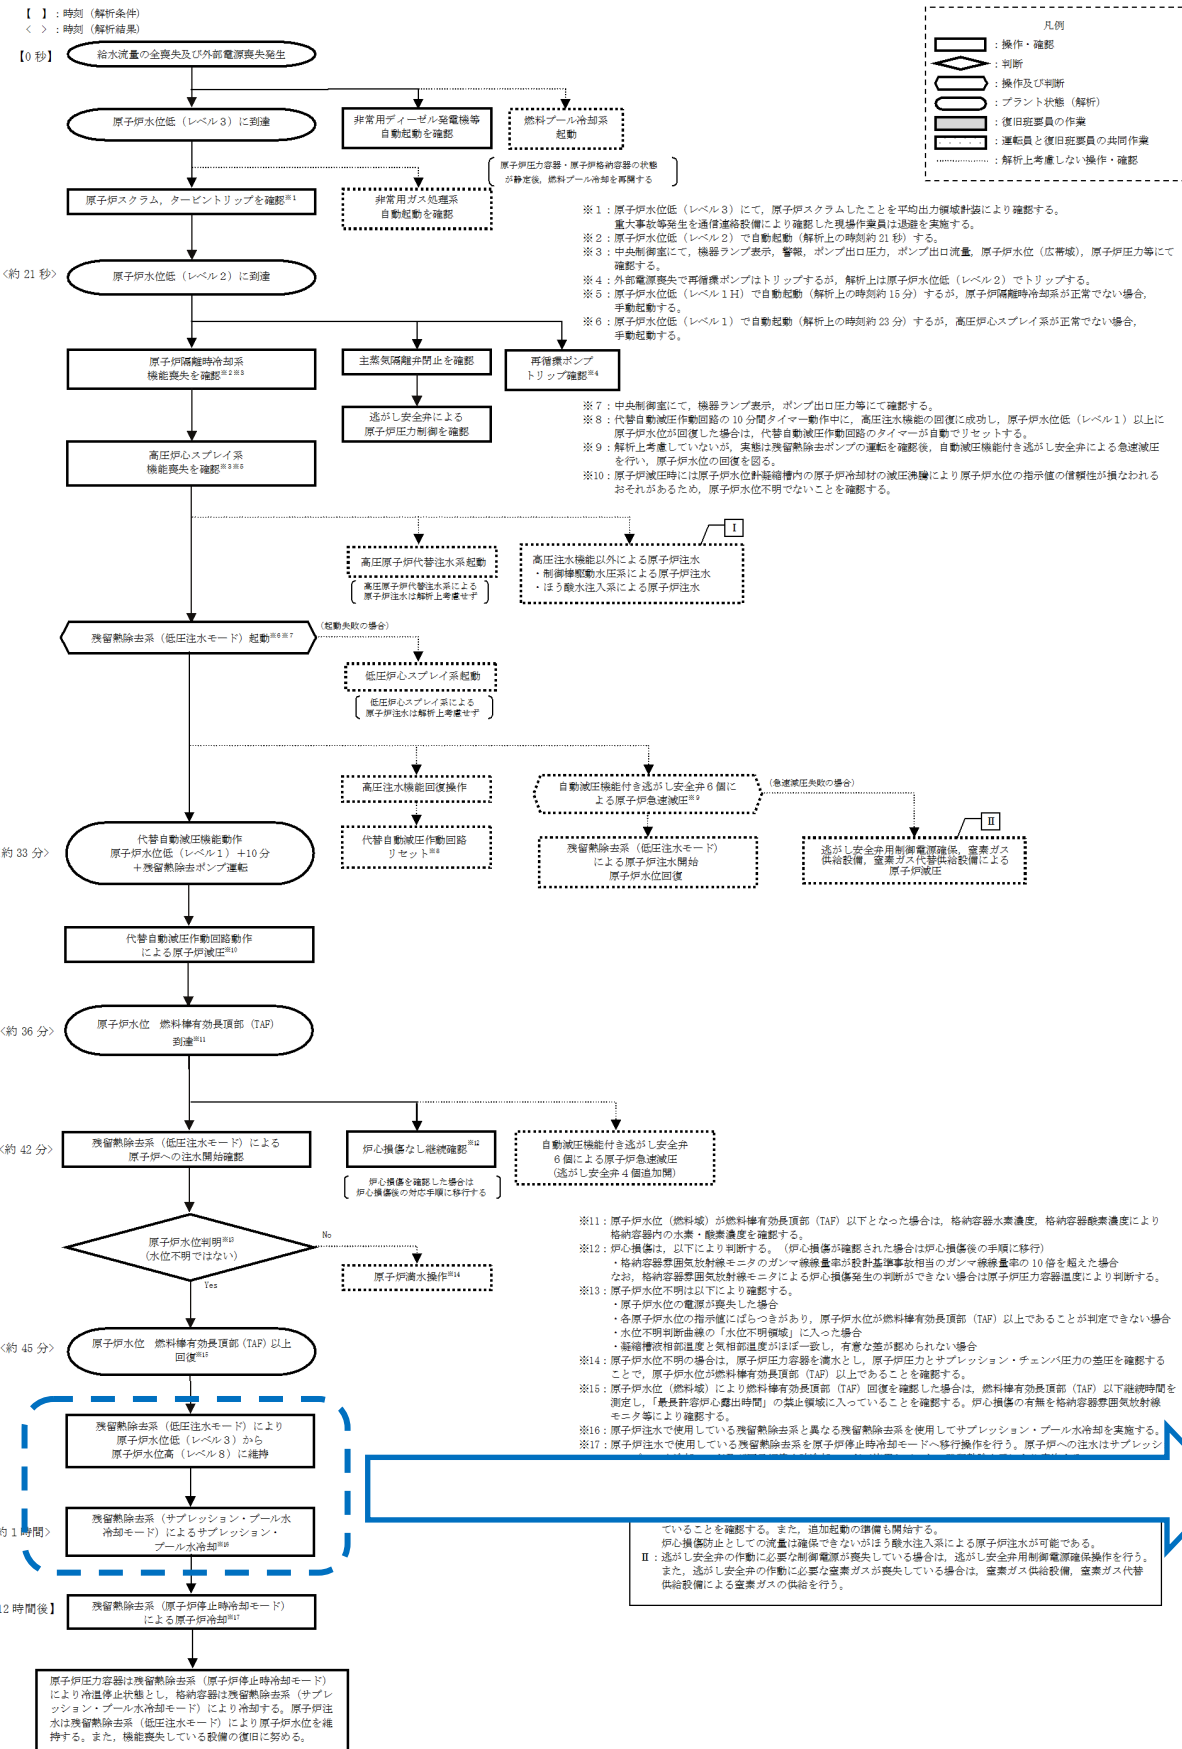 【　】：時刻（解析条件）
〈　〉：時刻（解析結果）
【0 秒】
給水流量の全喪失及び外部電源喪失発生
凡例
：操作・確認
：判断
：操作及び判断
：プラント状態（解析）
：復旧班要員の作業
：運転員と復旧班要員の共同作業
：解析上考慮しない操作・確認
原子炉水位低（レベル３）に到達
非常用ディーゼル発電機等
自動起動を確認
燃料プール冷却系
起動
原子炉圧力容器・原子炉格納容器の状態
が静定後，燃料プール冷却を再開する
原子炉スクラム，タービントリップを確認※1
非常用ガス処理系
自動起動を確認
※１：原子炉水位低（レベル３）にて，原子炉スクラムしたことを平均出力領域計装により確認する。
重大事故等発生を通信連絡設備により確認した現場作業員は退避を実施する。
※２：原子炉水位低（レベル２）で自動起動（解析上の時刻約 21 秒）する。
※３：中央制御室にて，機器ランプ表示，警報，ポンプ出口圧力，ポンプ出口流量，原子炉水位（広帯域），原子炉圧力等にて
確認する。
※４：外部電源喪失で再循環ポンプはトリップするが，解析上は原子炉水位低（レベル２）でトリップする。
※５：原子炉水位低（レベル１Ｈ）で自動起動（解析上の時刻約 15 分）するが，原子炉隔離時冷却系が正常でない場合，
手動起動する。
※６：原子炉水位低（レベル１）で自動起動（解析上の時刻約 23 分）するが，高圧炉心スプレイ系が正常でない場合，
手動起動する。
〈約 21 秒〉
原子炉水位低（レベル２）に到達
原子炉隔離時冷却系
機能喪失を確認※2※3
主蒸気隔離弁閉止を確認
再循環ポンプ
トリップ確認※4
逃がし安全弁による
原子炉圧力制御を確認
※７：中央制御室にて，機器ランプ表示，ポンプ出口圧力等にて確認する。
※８：代替自動減圧作動回路の 10 分間タイマー動作中に，高圧注水機能の回復に成功し，原子炉水位低（レベル１）以上に
原子炉水位が回復した場合は，代替自動減圧作動回路のタイマーが自動でリセットする。
※９：解析上考慮していないが，実態は残留熱除去ポンプの運転を確認後，自動減圧機能付き逃がし安全弁による急速減圧
を行い，原子炉水位の回復を図る。
※10：原子炉減圧時には原子炉水位計凝縮槽内の原子炉冷却材の減圧沸騰により原子炉水位の指示値の信頼性が損なわれる
おそれがあるため，原子炉水位不明でないことを確認する。
高圧炉心スプレイ系
機能喪失を確認※3※5
Ⅰ
高圧原子炉代替注水系起動
高圧原子炉代替注水系による
原子炉注水は解析上考慮せず
高圧注水機能以外による原子炉注水
・制御棒駆動水圧系による原子炉注水
・ほう酸水注入系による原子炉注水
残留熱除去系（低圧注水モード）起動※6※7
（起動失敗の場合）
低圧炉心スプレイ系起動
低圧炉心スプレイ系による
原子炉注水は解析上考慮せず
高圧注水機能回復操作
自動減圧機能付き逃がし安全弁６個に
よる原子炉急速減圧※9
（急速減圧失敗の場合）
Ⅱ
約 33 分〉
代替自動減圧機能動作
原子炉水位低（レベル１）＋10 分
＋残留熱除去ポンプ運転
代替自動減圧作動回路
リセット※8
残留熱除去系（低圧注水モード）
による原子炉注水開始
原子炉水位回復
逃がし安全弁用制御電源確保，窒素ガス
供給設備，窒素ガス代替供給設備による
原子炉減圧
代替自動減圧作動回路動作
による原子炉減圧※10
〈約 36 分〉
原子炉水位　燃料棒有効長頂部（TAF）
到達※11
〈約 42 分〉
残留熱除去系（低圧注水モード）による
原子炉への注水開始確認
炉心損傷なし継続確認※12
炉心損傷を確認した場合は
炉心損傷後の対応手順に移行する
自動減圧機能付き逃がし安全弁
６個による原子炉急速減圧
（逃がし安全弁４個追加開）
原子炉水位判明※13
（水位不明ではない）
No
Yes
原子炉満水操作※14
※11：原子炉水位（燃料域）が燃料棒有効長頂部（TAF）以下となった場合は，格納容器水素濃度，格納容器酸素濃度により
格納容器内の水素・酸素濃度を確認する。
※12：炉心損傷は，以下により判断する。（炉心損傷が確認された場合は炉心損傷後の手順に移行）
・格納容器雰囲気放射線モニタのガンマ線線量率が設計基準事故相当のガンマ線線量率の 10 倍を超えた場合
なお，格納容器雰囲気放射線モニタによる炉心損傷発生の判断ができない場合は原子炉圧力容器温度により判断する。
※13：原子炉水位不明は以下により確認する。
・原子炉水位の電源が喪失した場合
・各原子炉水位の指示値にばらつきがあり，原子炉水位が燃料棒有効長頂部（TAF）以上であることが判定できない場合
・水位不明判断曲線の「水位不明領域」に入った場合
・凝縮槽液相部温度と気相部温度がほぼ一致し，有意な差が認められない場合
※14：原子炉水位不明の場合は，原子炉圧力容器を満水とし，原子炉圧力とサプレッション・チェンバ圧力の差圧を確認する
ことで，原子炉水位が燃料棒有効長頂部（TAF）以上であることを確認する。
※15：原子炉水位（燃料域）により燃料棒有効長頂部（TAF）回復を確認した場合は，燃料棒有効長頂部（TAF）以下継続時間を
測定し，「最長許容炉心露出時間」の禁止領域に入っていることを確認する。炉心損傷の有無を格納容器雰囲気放射線
モニタ等により確認する。
※16：原子炉注水で使用している残留熱除去系と異なる残留熱除去系を使用してサプレッション・プール水冷却を実施する。
※17：原子炉注水で使用している残留熱除去系を原子炉停止時冷却モードへ移行操作を行う。原子炉への注水はサプレッシ
〈約 45 分〉
原子炉水位　燃料棒有効長頂部（TAF）以上
回復※15
残留熱除去系（低圧注水モード）により
原子炉水位低（レベル３）から
原子炉水位高（レベル８）に維持
約 1 時間〉
残留熱除去系（サプレッション・プール水
冷却モード）によるサプレッション・
プール水冷却※16
ていることを確認する。また，追加起動の準備も開始する。
炉心損傷防止としての流量は確保できないがほう酸水注入系による原子炉注水が可能である。
Ⅱ：逃がし安全弁の作動に必要な制御電源が喪失している場合は，逃がし安全弁用制御電源確保操作を行う。
また，逃がし安全弁の作動に必要な窒素ガスが喪失している場合は，窒素ガス供給設備，窒素ガス代替
供給設備による窒素ガスの供給を行う。
12 時間後】
残留熱除去系（原子炉停止時冷却モード）
による原子炉冷却※17
原子炉圧力容器は残留熱除去系（原子炉停止時冷却モード）
により冷温停止状態とし，格納容器は残留熱除去系（サプレ
ッション・プール水冷却モード）により冷却する。原子炉注
水は残留熱除去系（低圧注水モード）により原子炉水位を維
持する。また，機能喪失している設備の復旧に努める。